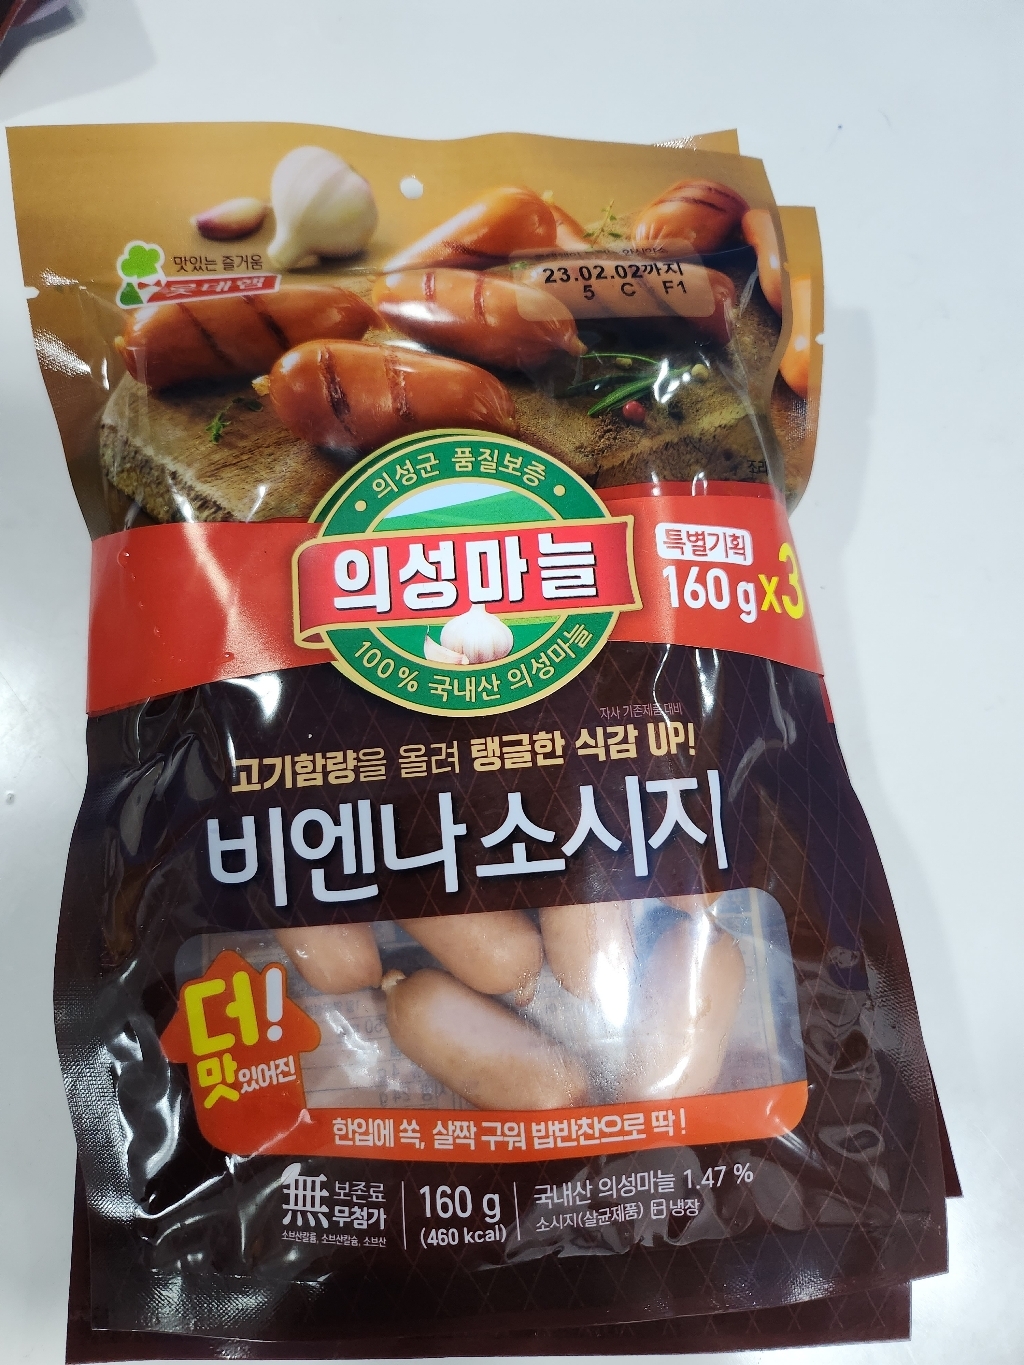 맛있는 즐거움
롯데햄
23.02.02까지
5 C F1
의성군 품질보증
의성마늘
100% 국내산 의성마늘
특별기획
160 g x3
자사 기존제품 대비
고기함량을 올려 탱글한 식감 UP!
비엔나 소시지
더!
맛있어진
한입에 쏙, 살짝 구워 밥반찬으로 딱!
無 보존료
무첨가
소브산칼륨, 소브산칼슘, 소브산
160 g
(460 kcal)
국내산 의성마늘 1.47 %
소시지(살균제품) 냉장